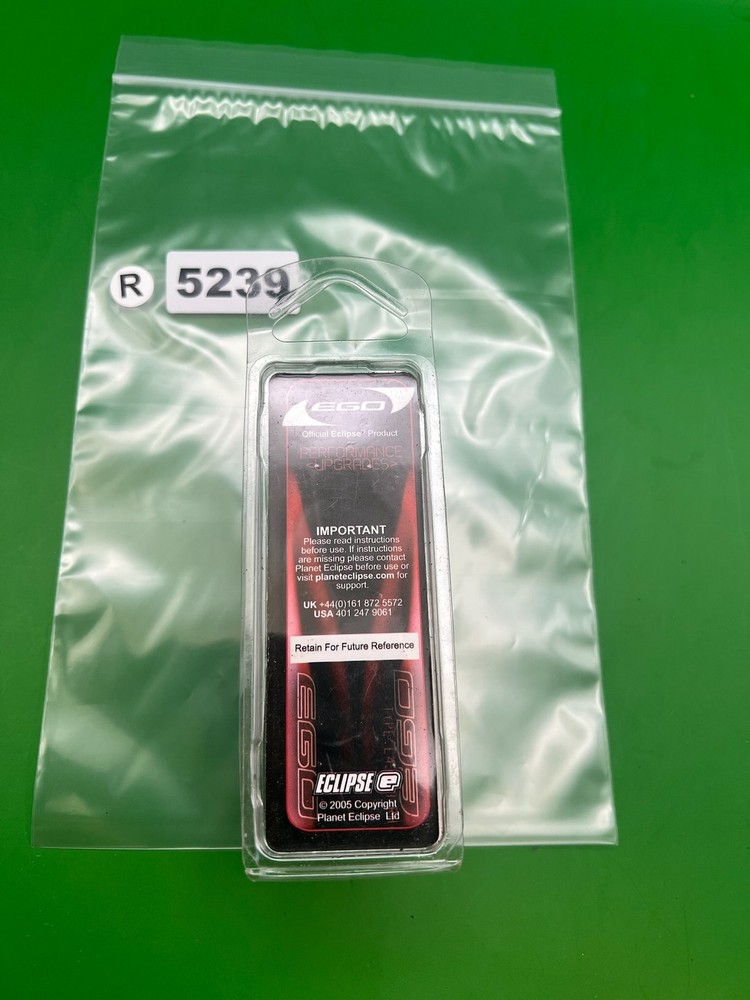 R 5239
EGO
Official Eclipse Product
PERFORMANCE
UPGRADES
IMPORTANT
Please read instructions
before use. If instructions
are missing please contact
Planet Eclipse before use or
visit planeteclipse.com for
support.
UK +44(0)161 872 5572
USA 401 247 9061
Retain For Future Reference
EGO
EGO
ECLIPSE e
© 2005 Copyright
Planet Eclipse Ltd